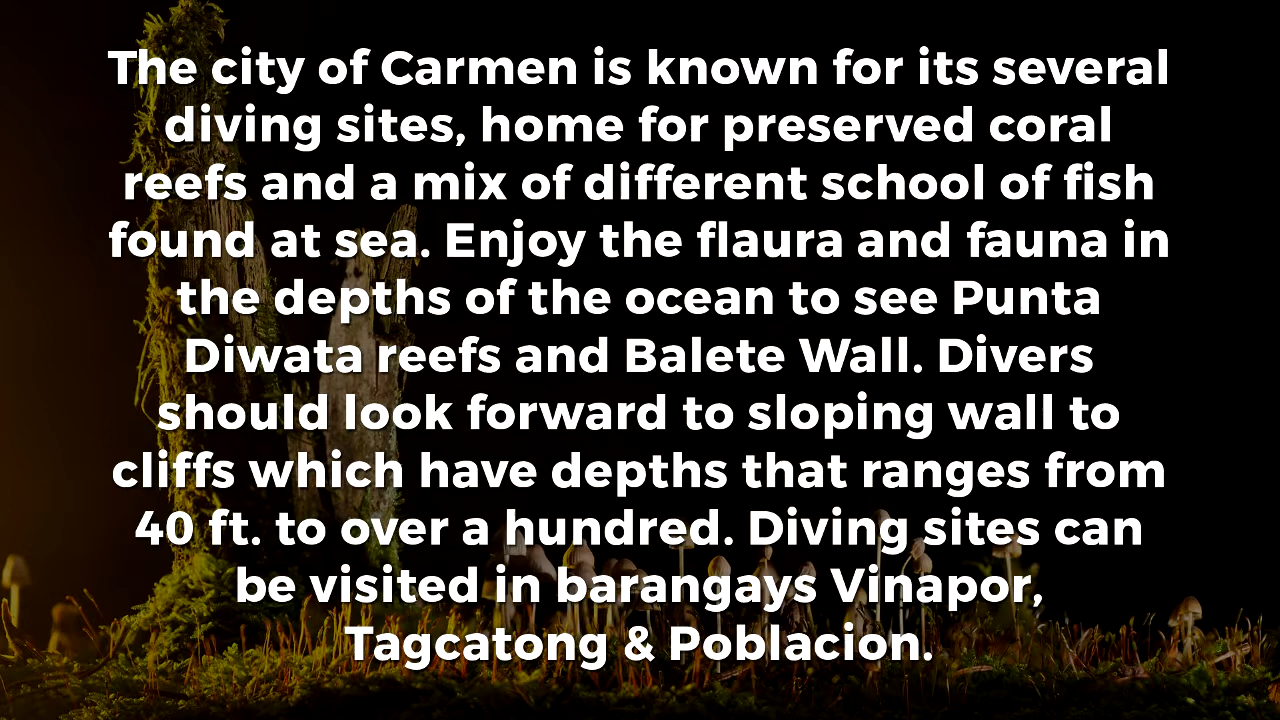 The city of Carmen is known for its several
diving sites, home for preserved coral
reefs and a mix of different school of fish
found at sea. Enjoy the flaura and fauna in
the depths of the ocean to see Punta
Diwata reefs and Balete Wall. Divers
should look forward to sloping wall to
cliffs which have depths that ranges from
40 ft. to over a hundred. Diving sites can
be visited in barangays Vinapor,
Tagcatong & Poblacion.